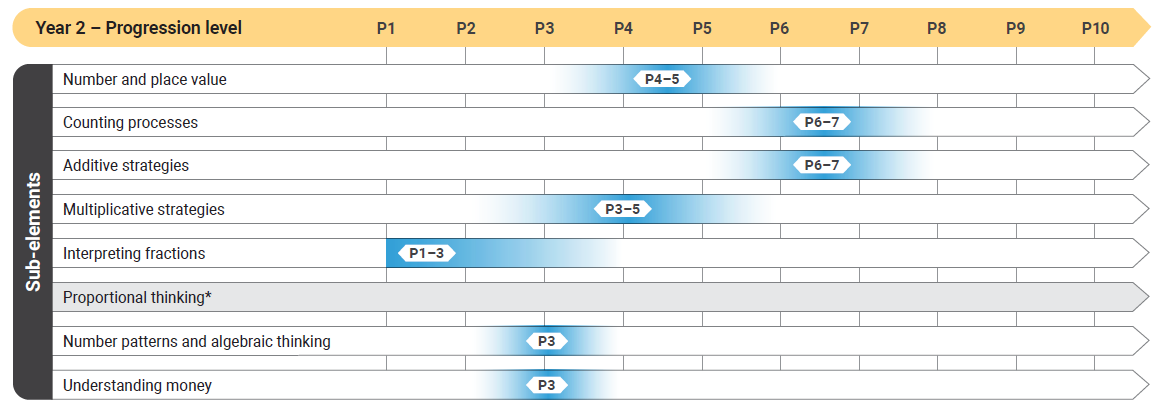 Year 2 – Progression level P1 P2 P3 P4 P5 P6 P7 P8 P9 P10
Sub-elements
Number and place value P4–5
Counting processes P6–7
Additive strategies P6–7
Multiplicative strategies P3–5
Interpreting fractions P1–3
Proportional thinking*
Number patterns and algebraic thinking P3
Understanding money P3